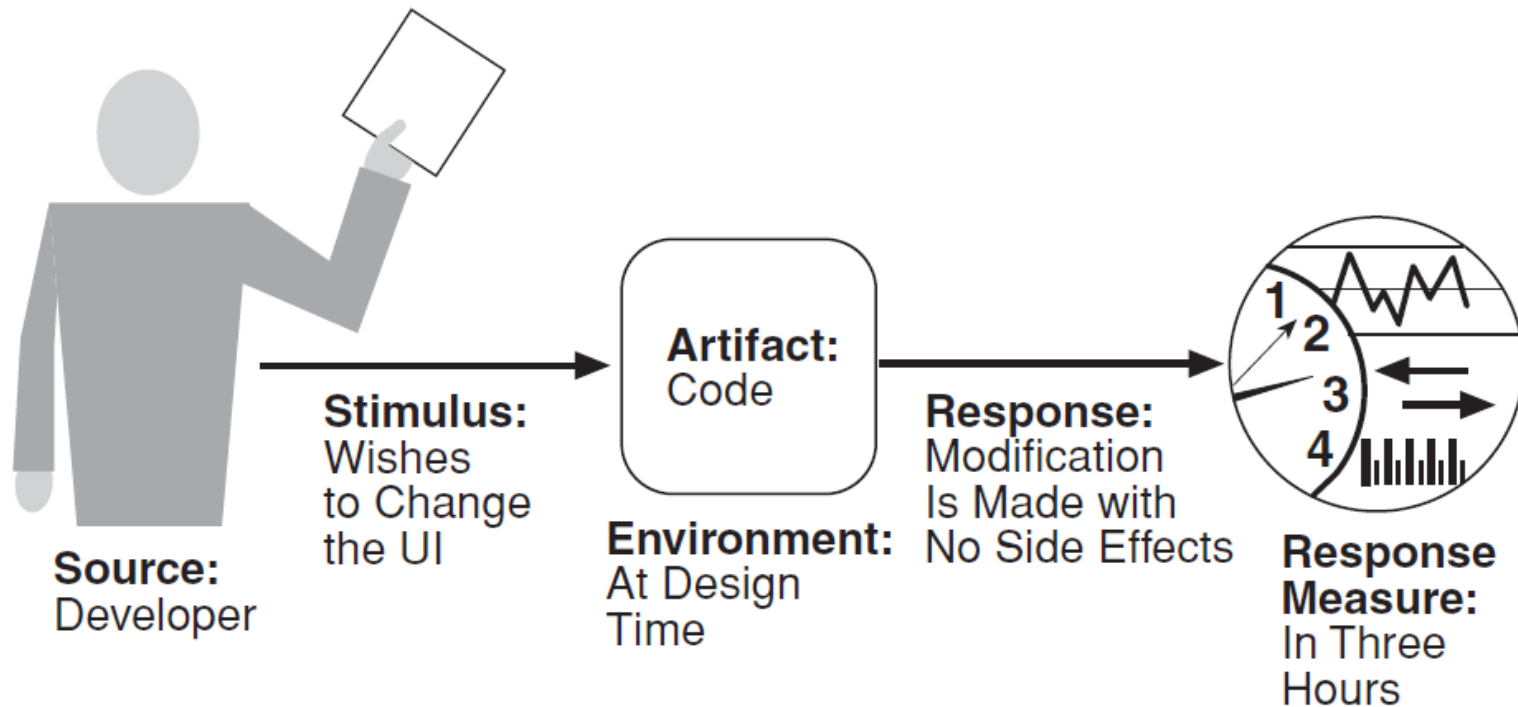 Source:
Developer
Stimulus:
Wishes
to Change
the UI
Artifact:
Code
Environment:
At Design
Time
Response:
Modification
Is Made with
No Side Effects
1
2
3
4
Response
Measure:
In Three
Hours